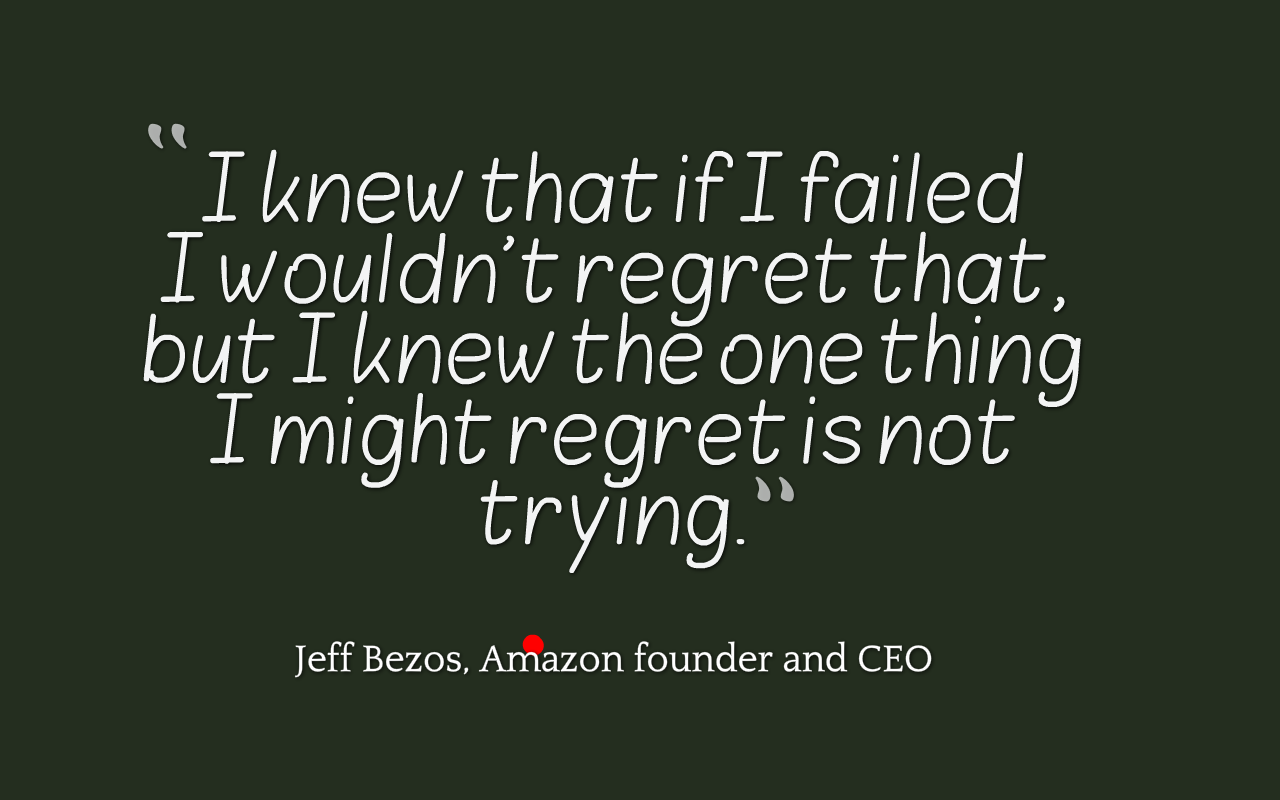 “I knew that if I failed
I wouldn’t regret that,
but I knew the one thing
I might regret is not
trying.”
Jeff Bezos, Amazon founder and CEO